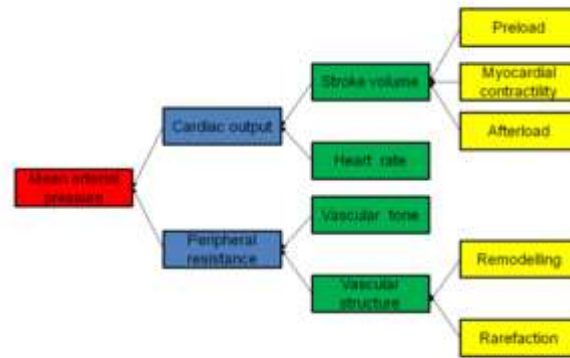 Preload
Stroke volume
Myocardial
contractility
Cardiac output
Afterload
Heart rate
Mean arterial
pressure
Vascular tone
Peripheral
resistance
Remodelling
Vascular
structure
Rarefaction